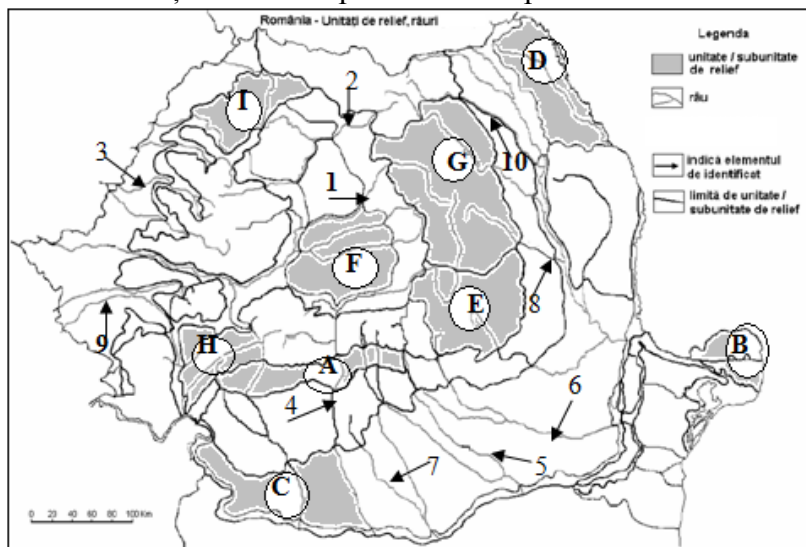 România - Unități de relief, râuri
Legenda
unitate / subunitate
de relief
râu
indică elementul
de identificat
limită de unitate /
subunitate de relief
D
I
2
3
G
10
1
F
E
8
9
H
A
B
4
6
5
7
C
0 20 40 60 80 100 Km